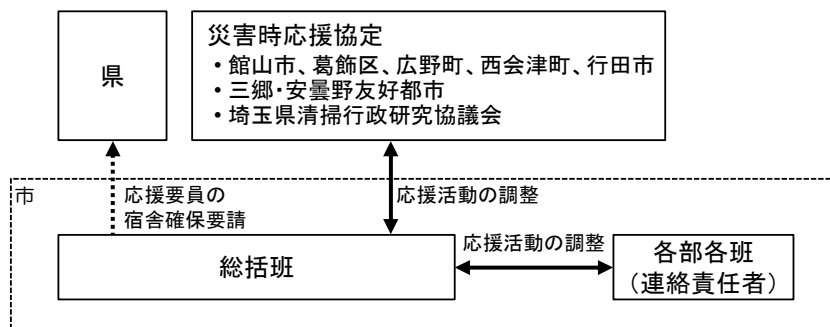 県
災害時応援協定
・館山市、葛飾区、広野町、西会津町、行田市
・三郷・安曇野友好都市
・埼玉県清掃行政研究協議会
市
応援要員の
宿舎確保要請
応援活動の調整
総括班
応援活動の調整
各部各班
（連絡責任者）